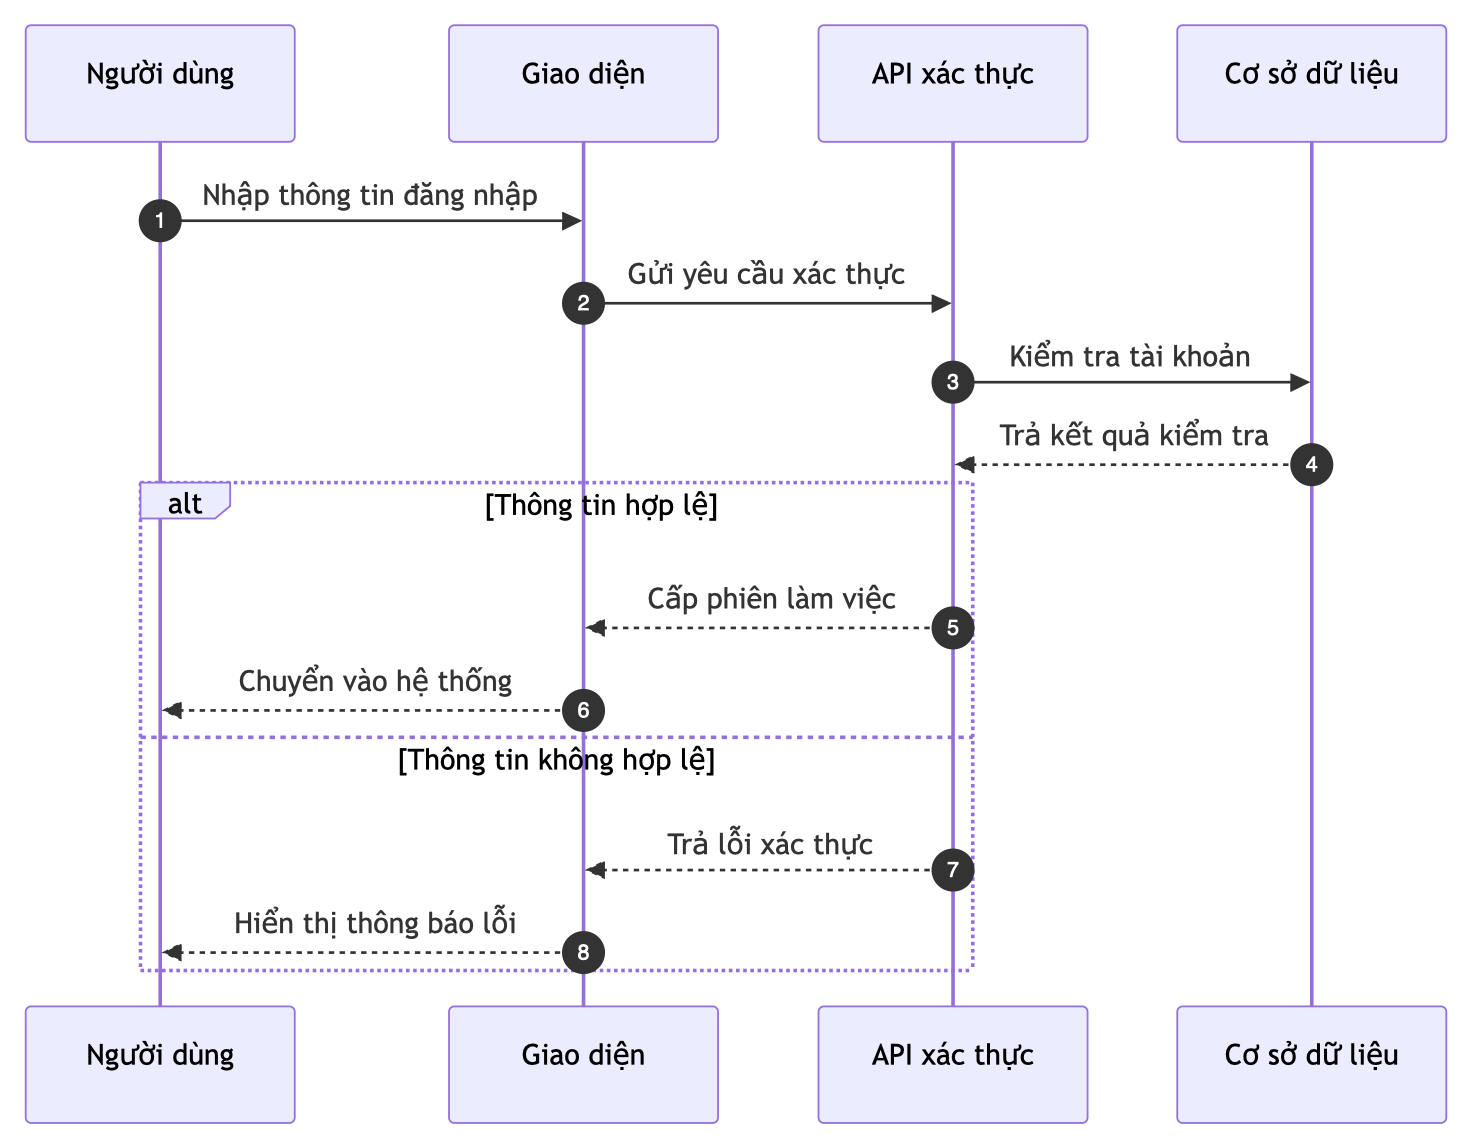 Người dùng
Giao diện
API xác thực
Cơ sở dữ liệu
Nhập thông tin đăng nhập
1
Gửi yêu cầu xác thực
2
Kiểm tra tài khoản
3
Trả kết quả kiểm tra
4
alt
[Thông tin hợp lệ]
Cấp phiên làm việc
5
Chuyển vào hệ thống
6
[Thông tin không hợp lệ]
Trả lỗi xác thực
7
Hiển thị thông báo lỗi
8
Người dùng
Giao diện
API xác thực
Cơ sở dữ liệu